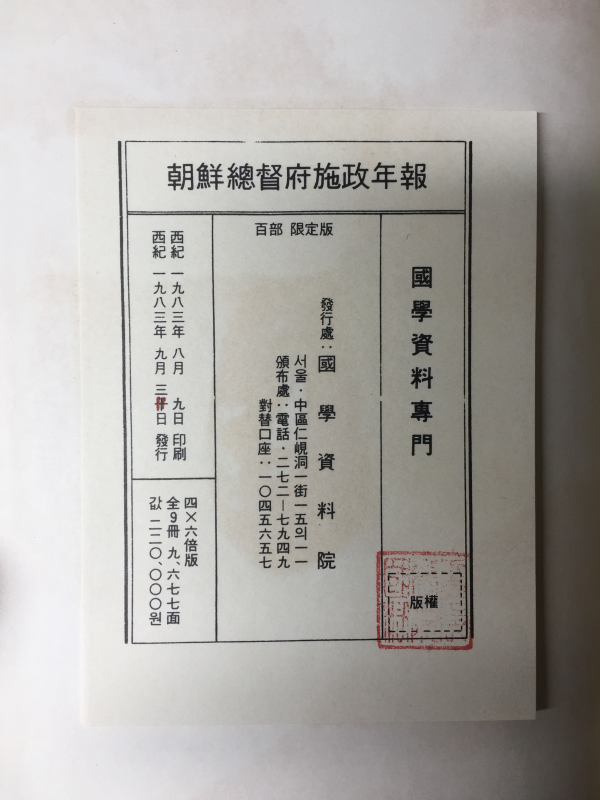 朝鮮總督府施政年報
國學資料專門
版權
百部 限定版
發行處：國學資料院
서울·中區仁峴洞一街一五의一一
頒布處：電話·二七二—七九四九
對替口座：一〇四五六五七
西紀 一九八三年 八月 九日 印刷
西紀 一九八三年 九月 日 發行
四×六倍版
全9冊 九、六七七面
값 二二〇、〇〇〇원